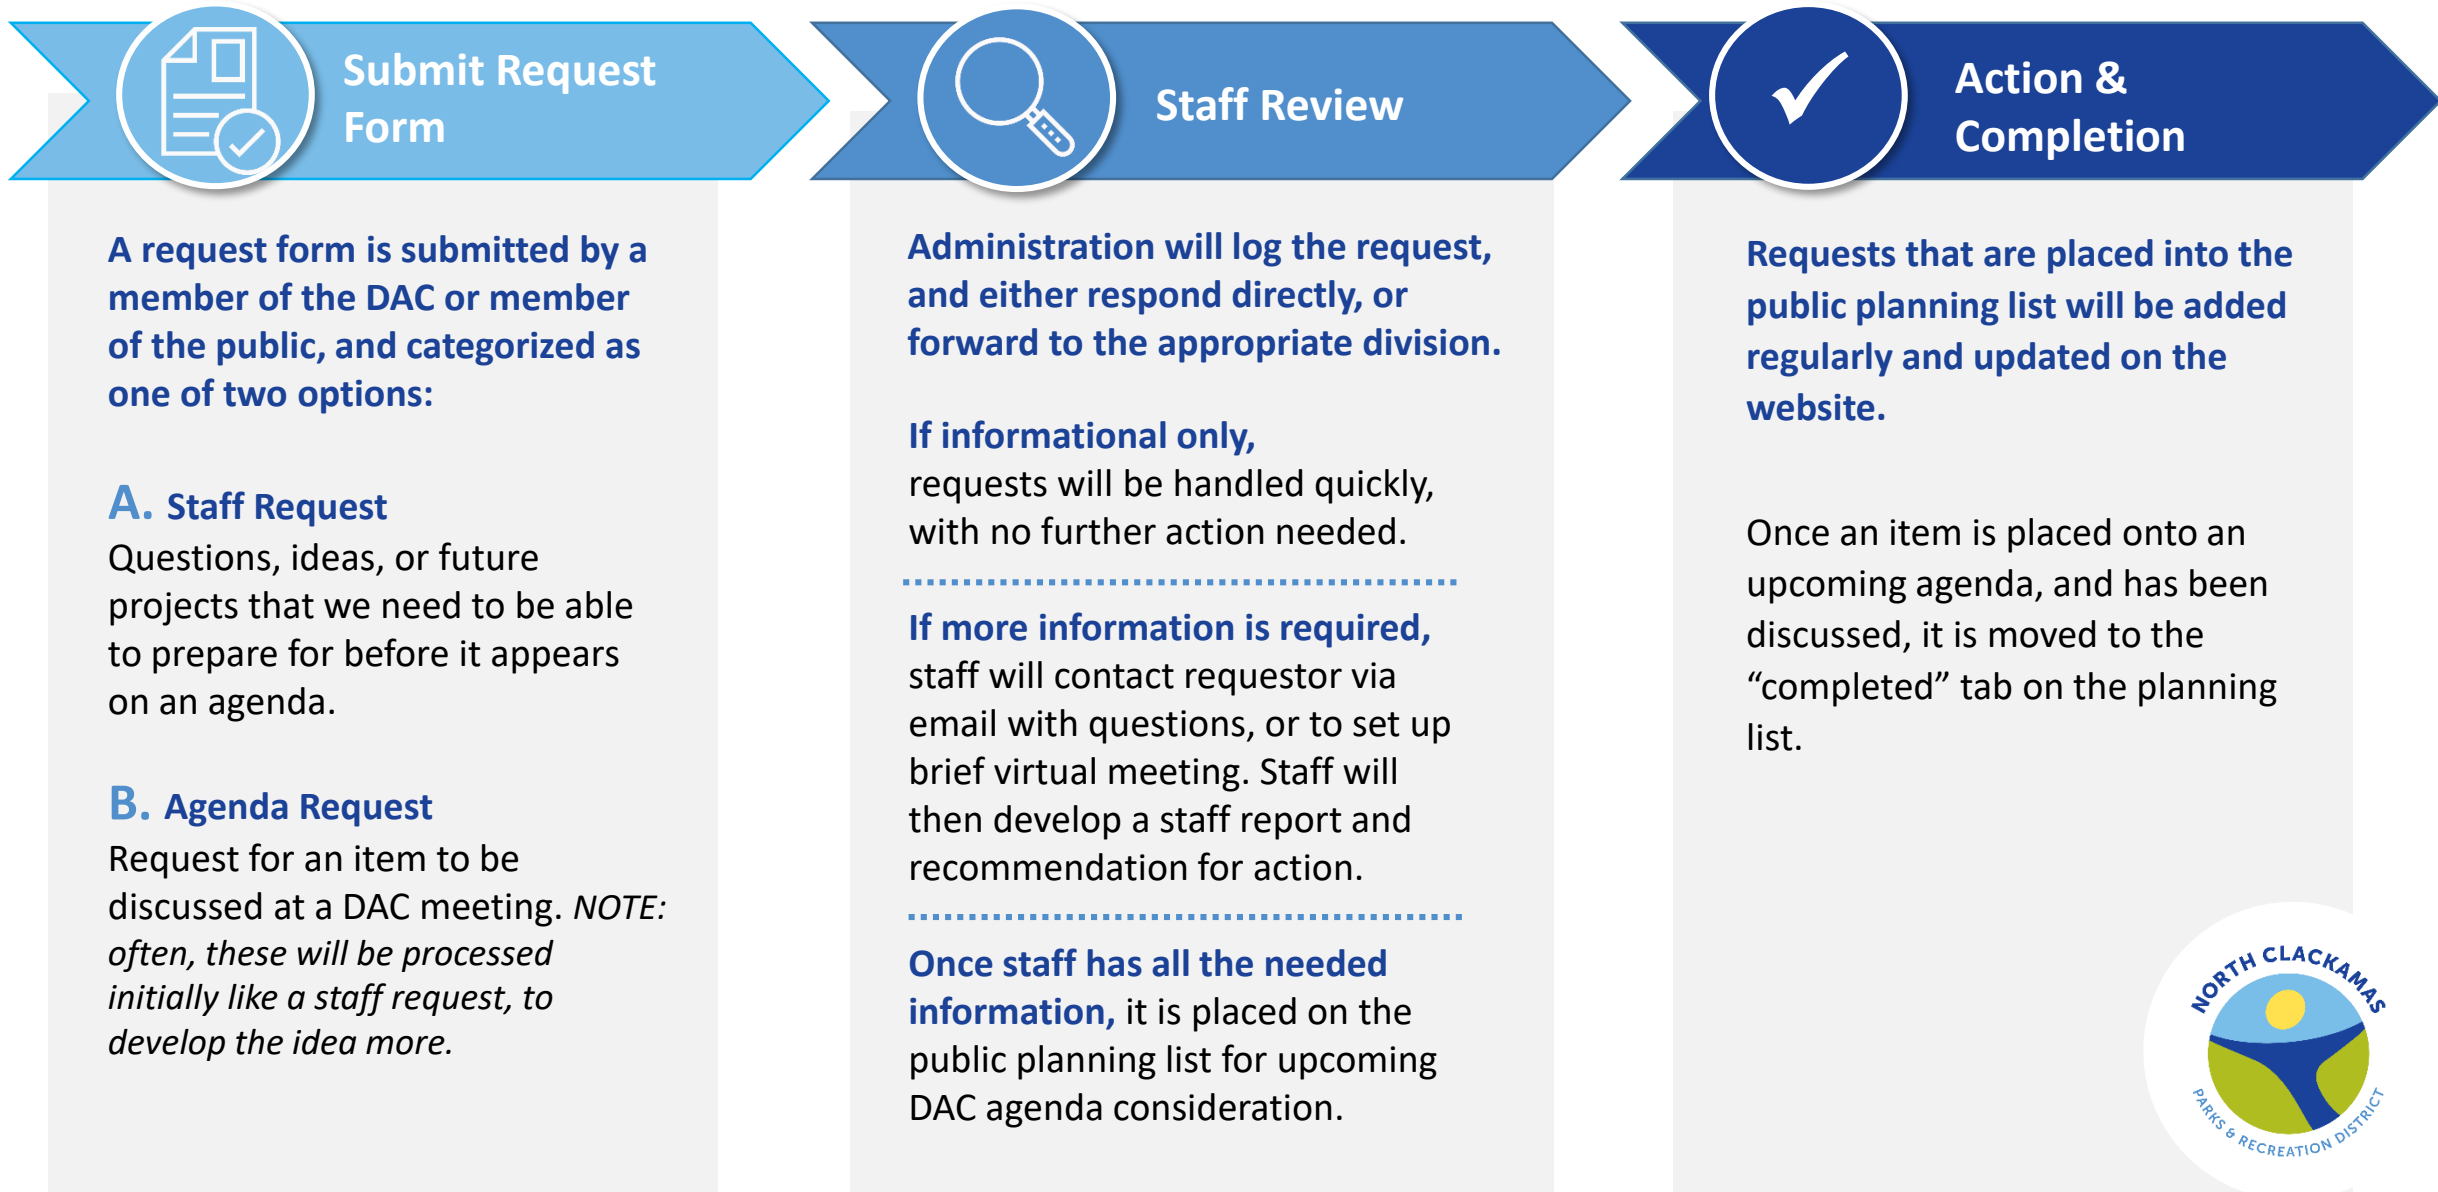 Submit Request
Form
A request form is submitted by a
member of the DAC or member
of the public, and categorized as
one of two options:
A. Staff Request
Questions, ideas, or future
projects that we need to be able
to prepare for before it appears
on an agenda.
B. Agenda Request
Request for an item to be
discussed at a DAC meeting. NOTE:
often, these will be processed
initially like a staff request, to
develop the idea more.
Staff Review
Administration will log the request,
and either respond directly, or
forward to the appropriate division.
If informational only,
requests will be handled quickly,
with no further action needed.
If more information is required,
staff will contact requestor via
email with questions, or to set up
brief virtual meeting. Staff will
then develop a staff report and
recommendation for action.
Once staff has all the needed
information, it is placed on the
public planning list for upcoming
DAC agenda consideration.
Action &
Completion
Requests that are placed into the
public planning list will be added
regularly and updated on the
website.
Once an item is placed onto an
upcoming agenda, and has been
discussed, it is moved to the
“completed” tab on the planning
list.
NORTH CLACKAMAS
PARKS & RECREATION DISTRICT